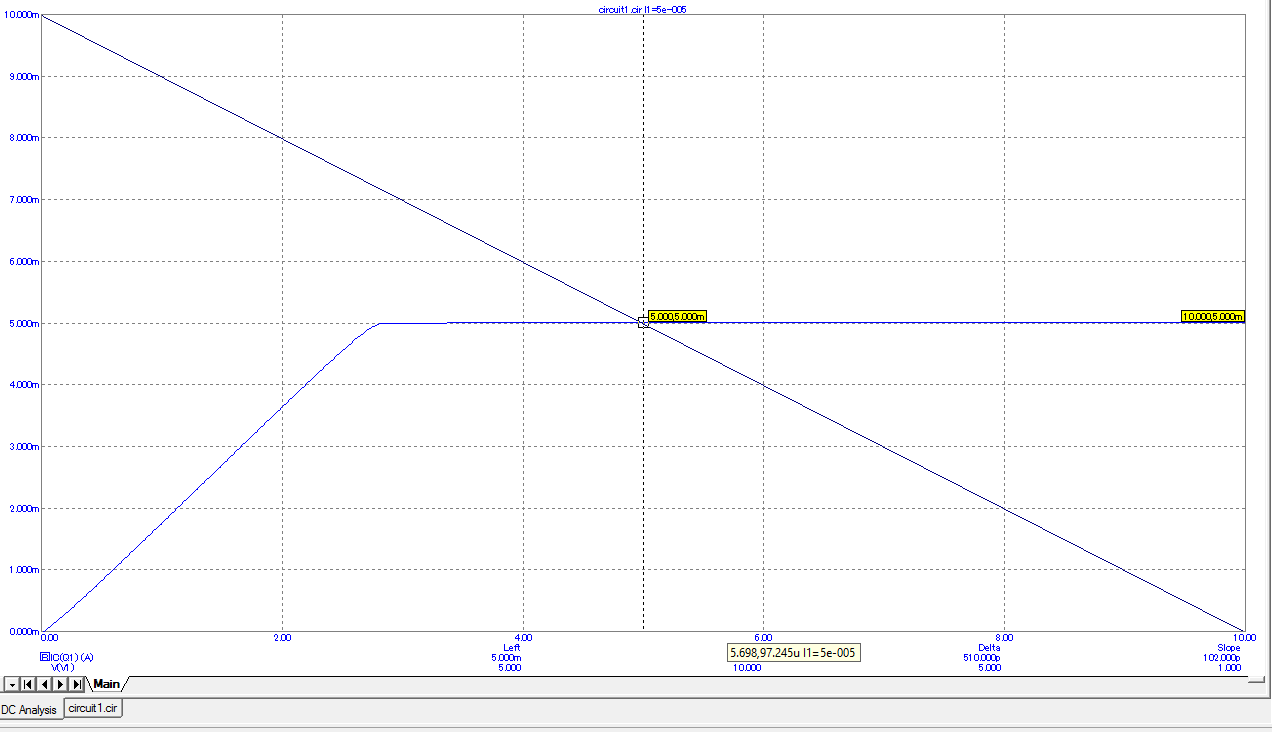 circuit1.cir I1=5e-005
10.000m
9.000m
8.000m
7.000m
6.000m
5.000m
5.000,5.000m
10.000,5.000m
4.000m
3.000m
2.000m
1.000m
0.000m
0.00 2.00 4.00 6.00 8.00 10.00
Left Delta Slope
IC(Q1) (A) 5.000m 510.000p 102.000p
V(V1) 5.000 10.000 5.000 1.000
5.698,97.245u I1=5e-005
Main
DC Analysis circuit1.cir